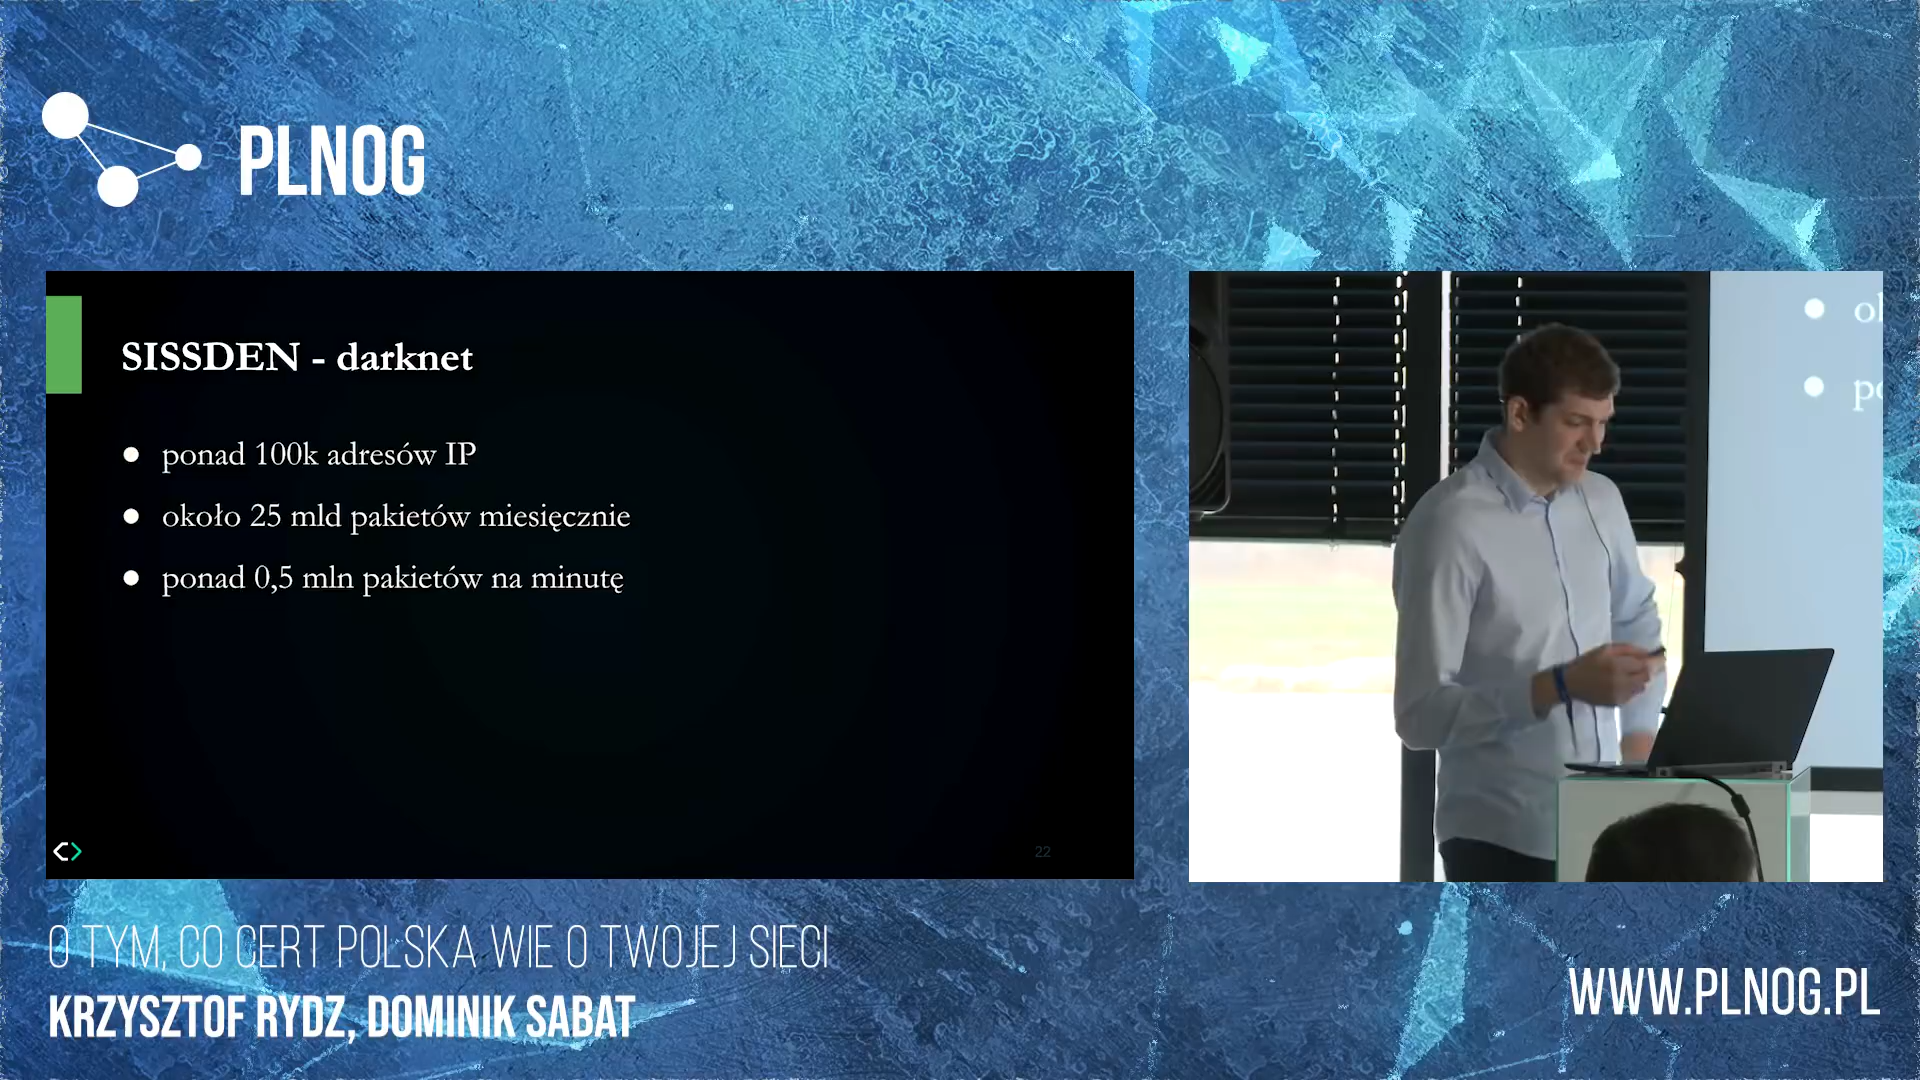 PLNOG
SISSDEN - darknet
● ponad 100k adresów IP
● około 25 mld pakietów miesięcznie
● ponad 0,5 mln pakietów na minutę
22
O TYM, CO CERT POLSKA WIE O TWOJEJ SIECI
KRZYSZTOF RYDZ, DOMINIK SABAT
WWW.PLNOG.PL